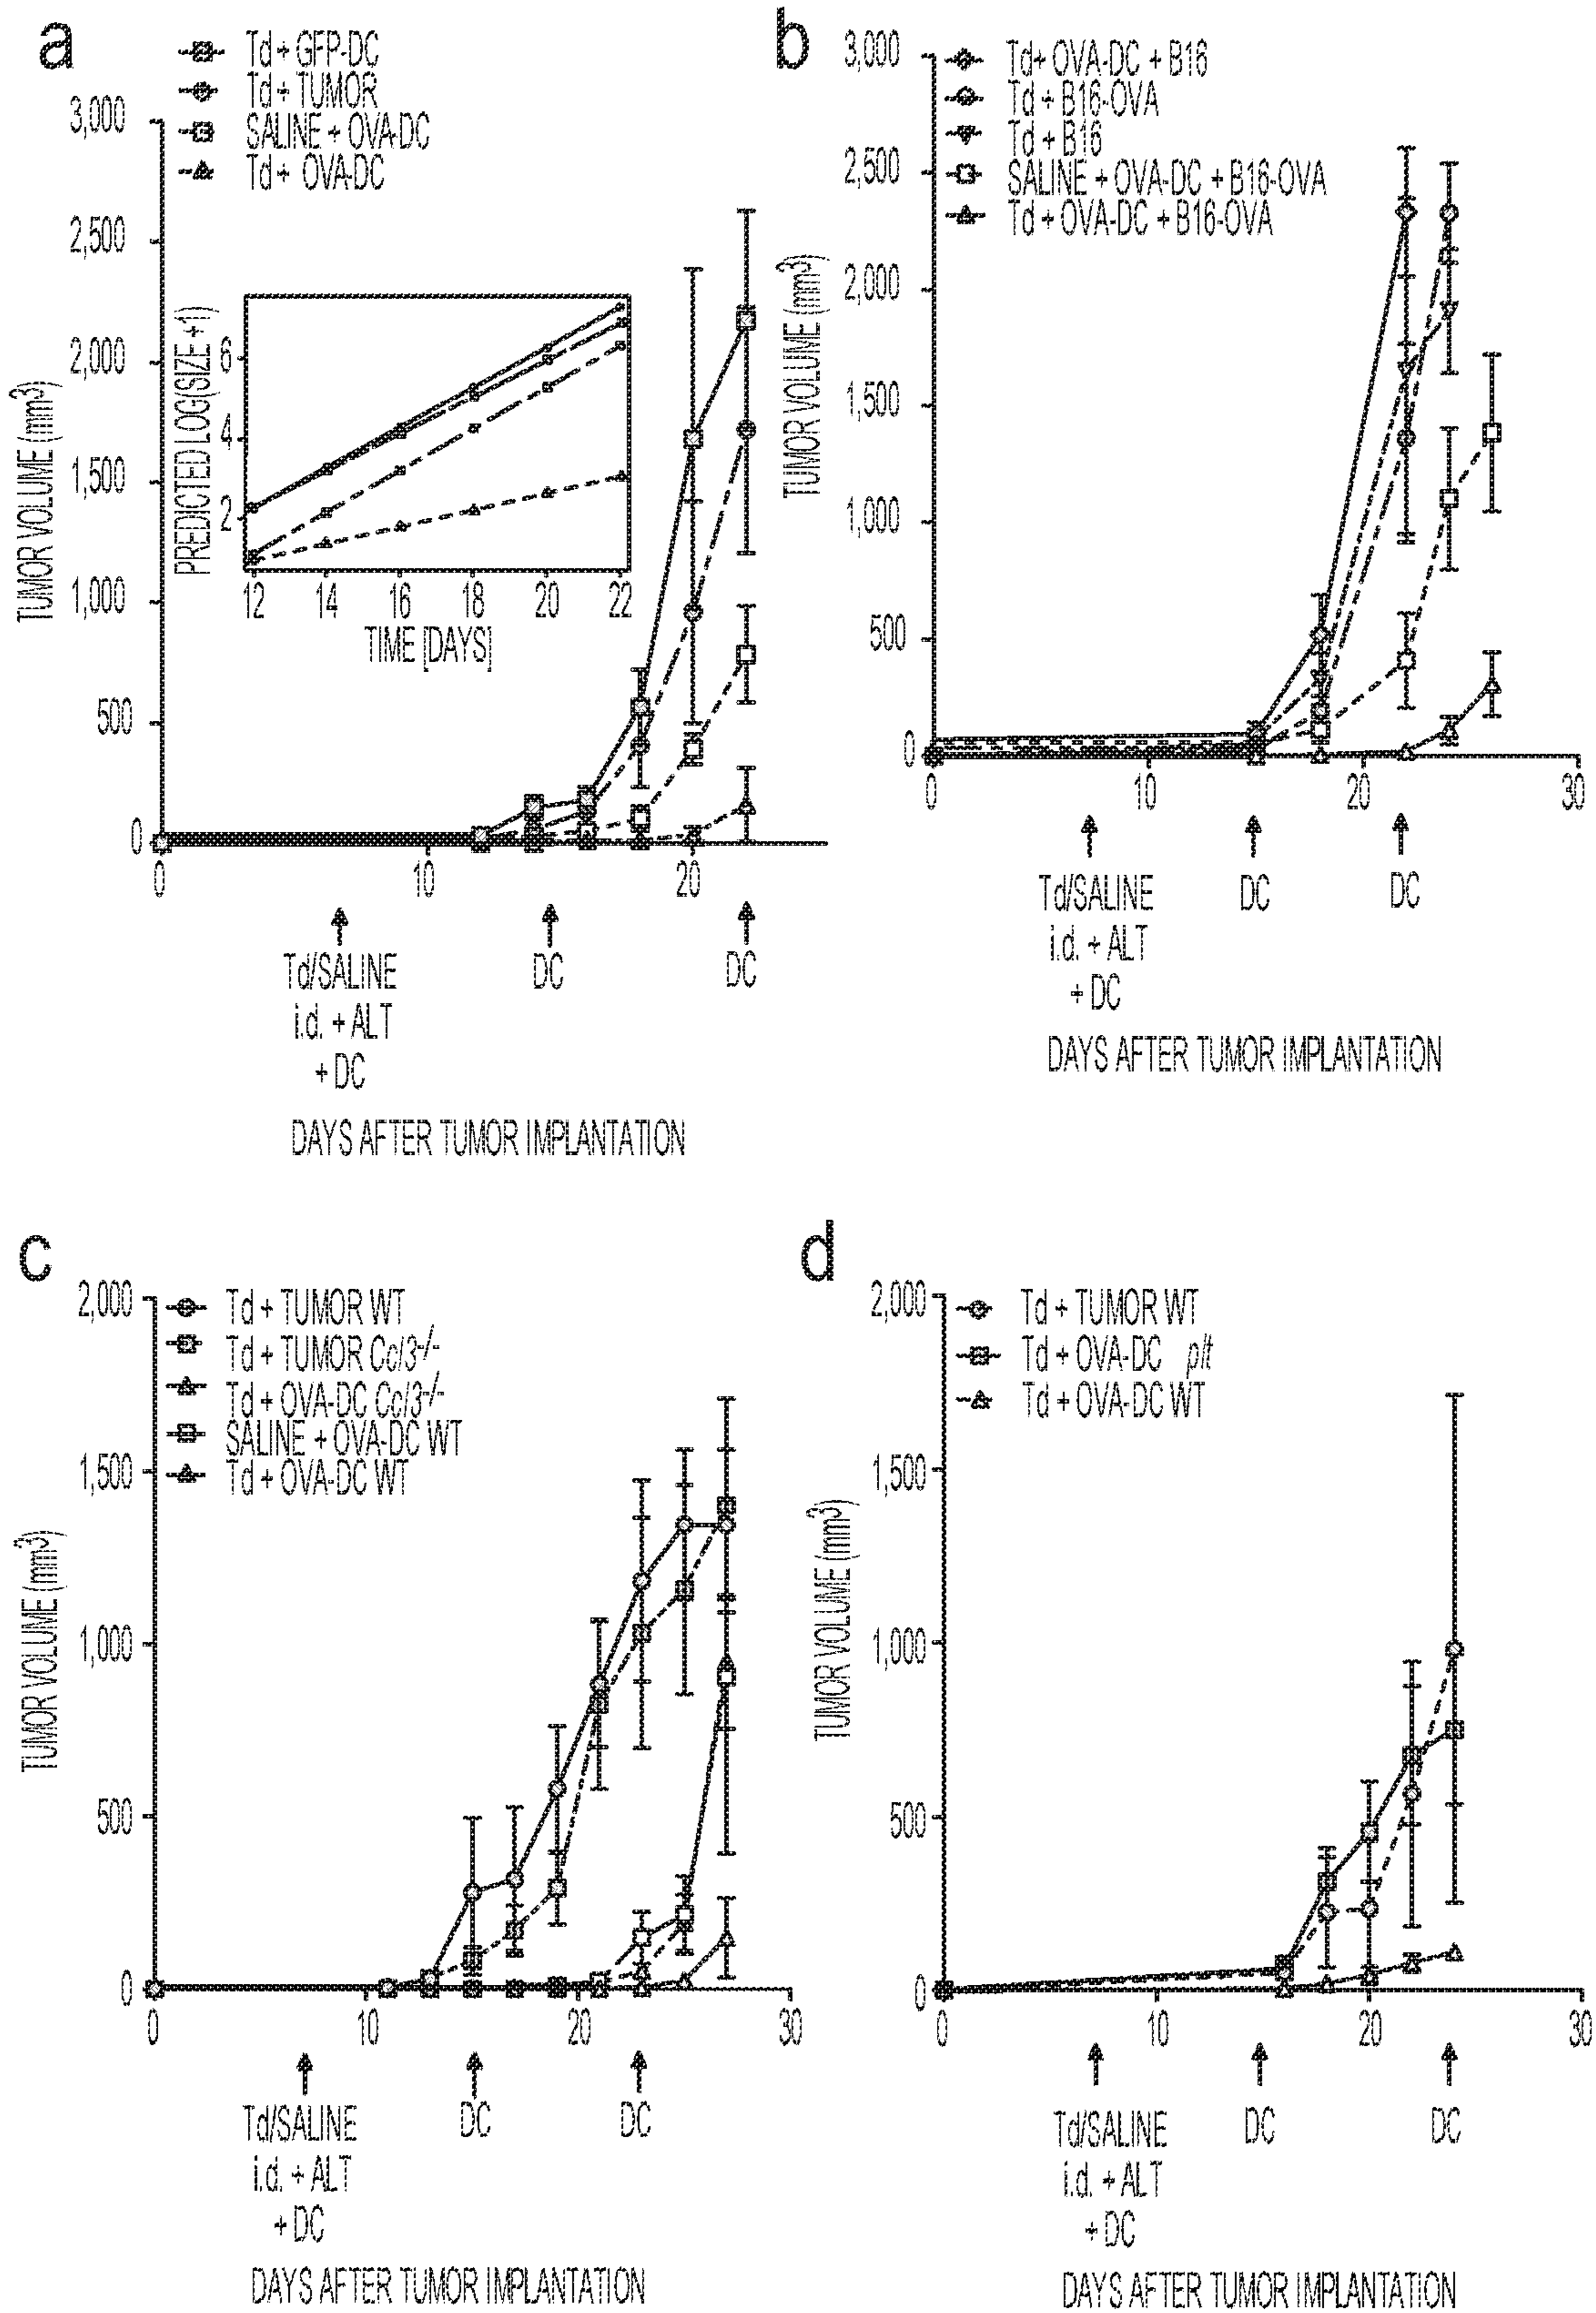 a
Td + GFP-DC
Td + TUMOR
SALINE + OVA-DC
Td + OVA-DC
3,000
2,500
2,000
1,500
1,000
500
0
TUMOR VOLUME (mm3)
PREDICTED LOG(SIZE +1)
6
4
2
12 14 16 18 20 22
TIME [DAYS]
0 10 20
Td/SALINE
i.d. + ALT
+ DC
DC
DC
DAYS AFTER TUMOR IMPLANTATION
b
Td+ OVA-DC + B16
Td + B16-OVA
Td + B16
SALINE + OVA-DC + B16-OVA
Td + OVA-DC + B16-OVA
3,000
2,500
2,000
1,500
1,000
500
0
TUMOR VOLUME (mm3)
0 10 20 30
Td/SALINE
i.d. + ALT
+ DC
DC
DC
DAYS AFTER TUMOR IMPLANTATION
c
Td + TUMOR WT
Td + TUMOR Ccl3-/-
Td + OVA-DC Ccl3-/-
SALINE + OVA-DC WT
Td + OVA-DC WT
2,000
1,500
1,000
500
0
TUMOR VOLUME (mm3)
0 10 20 30
Td/SALINE
i.d. + ALT
+ DC
DC
DC
DAYS AFTER TUMOR IMPLANTATION
d
Td + TUMOR WT
Td + OVA-DC plt
Td + OVA-DC WT
2,000
1,500
1,000
500
0
TUMOR VOLUME (mm3)
0 10 20 30
Td/SALINE
i.d. + ALT
+ DC
DC
DC
DAYS AFTER TUMOR IMPLANTATION